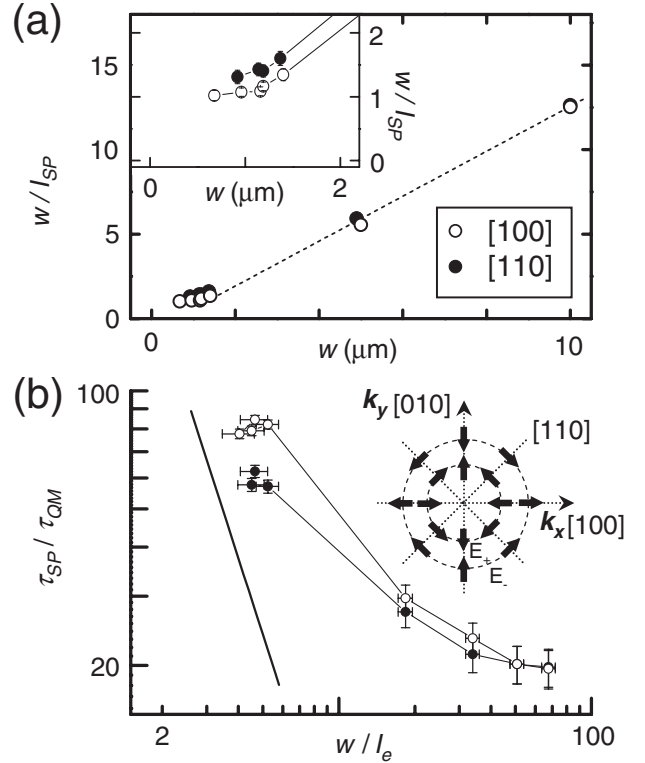 (a)
2
1
0
w / l_SP
0
2
w (μm)
15
10
5
0
w / l_SP
[100]
[110]
0
10
w (μm)
(b)
100
20
τ_SP / τ_QM
k_y [010]
[110]
k_x [100]
E_+
E_-
2
10
100
w / l_e